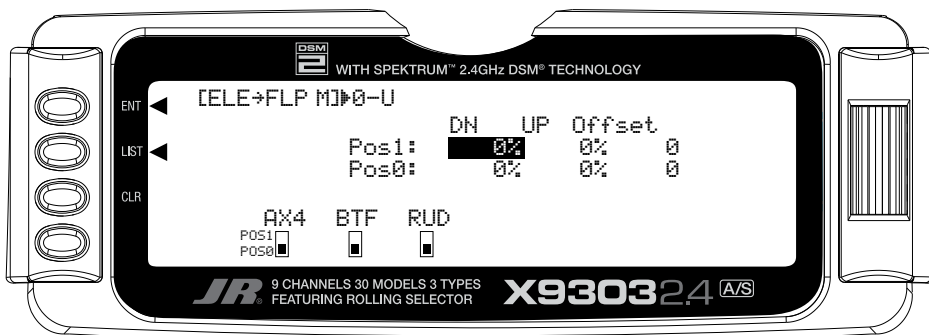 DSM
2
WITH SPEKTRUM™ 2.4GHz DSM® TECHNOLOGY
ENT
LIST
CLR
[ELE→FLP M]▶0-U
DN UP Offset
Pos1: 0% 0% 0
Pos0: 0% 0% 0
AX4 BTF RUD
POS1
POS0
JR® 9 CHANNELS 30 MODELS 3 TYPES
FEATURING ROLLING SELECTOR
X9303 2.4 A/S